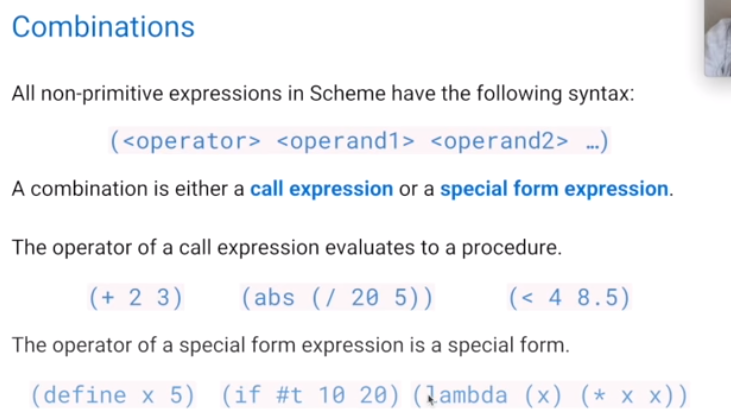 Combinations
All non-primitive expressions in Scheme have the following syntax:
(<operator> <operand1> <operand2> …)
A combination is either a call expression or a special form expression.
The operator of a call expression evaluates to a procedure.
(+ 2 3) (abs (/ 20 5)) (< 4 8.5)
The operator of a special form expression is a special form.
(define x 5) (if #t 10 20) (lambda (x) (* x x))